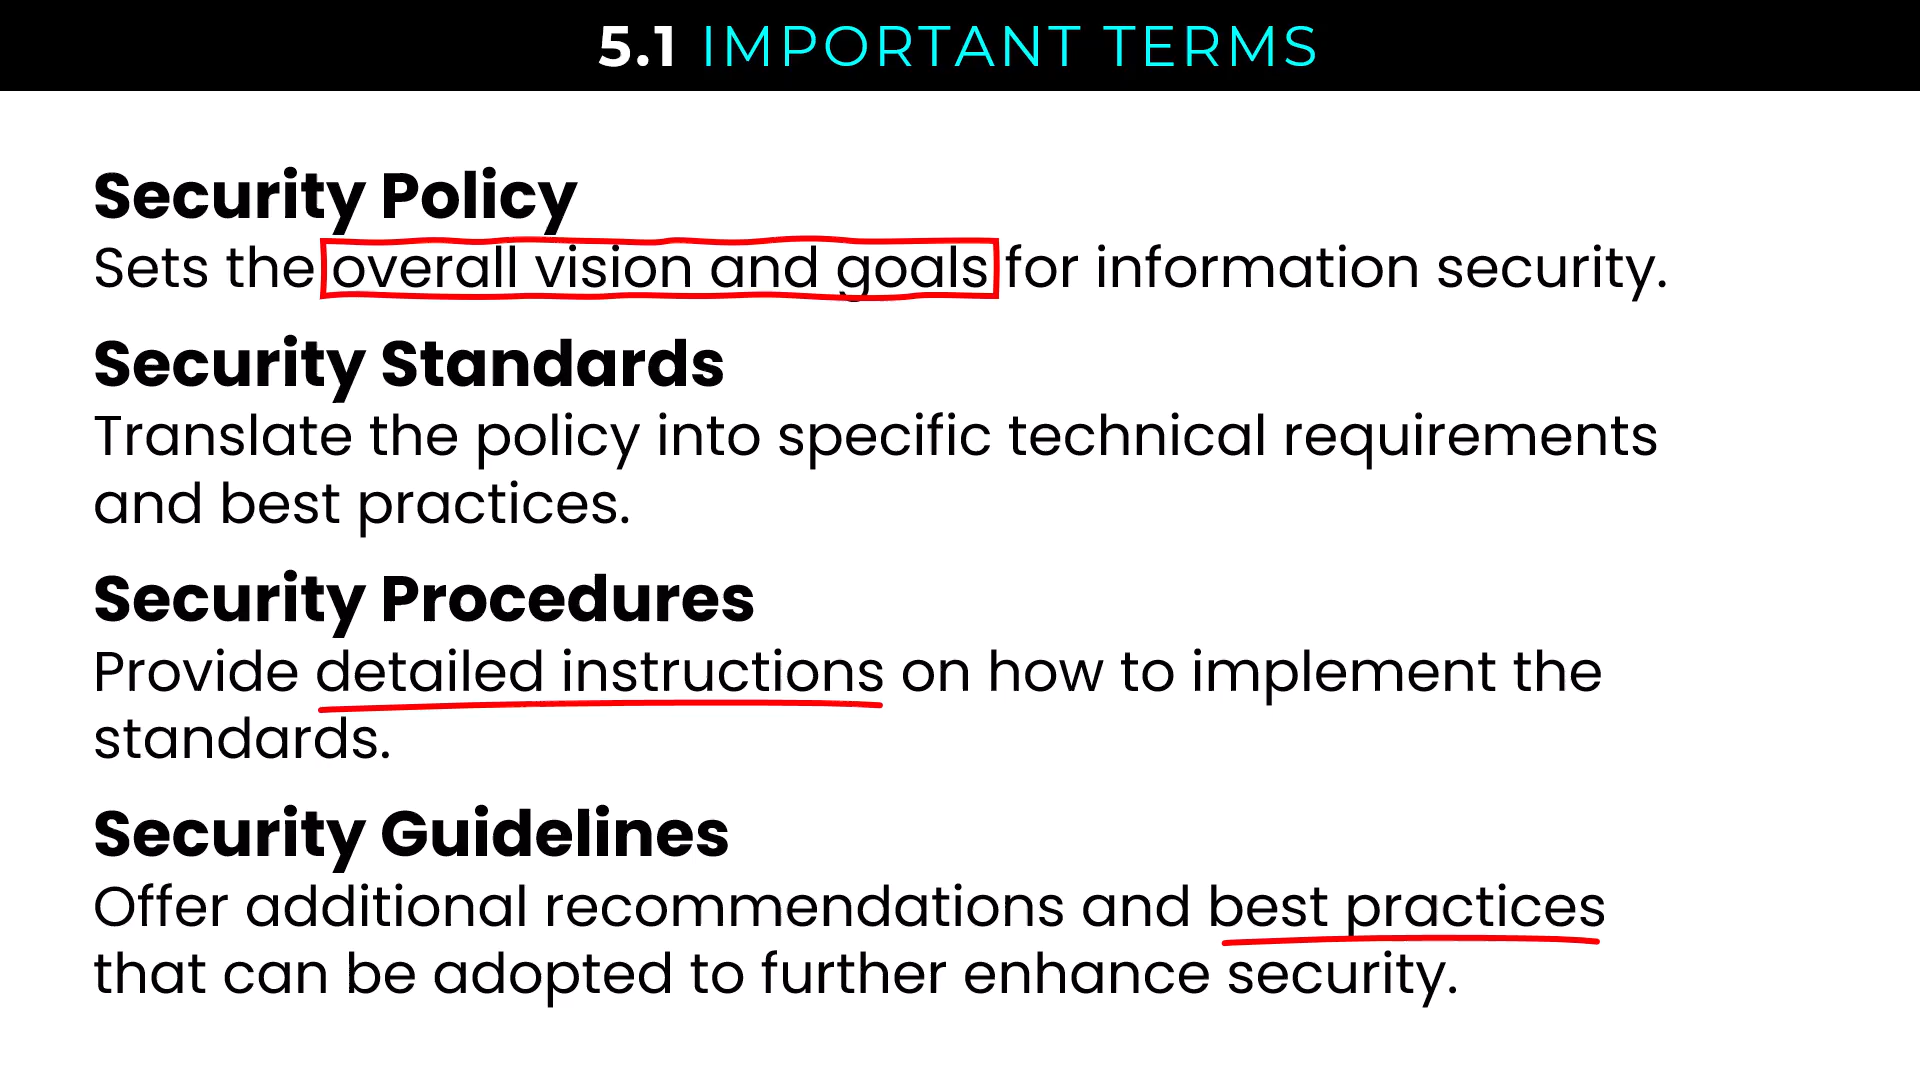 5.1 IMPORTANT TERMS
Security Policy
Sets the overall vision and goals for information security.
Security Standards
Translate the policy into specific technical requirements
and best practices.
Security Procedures
Provide detailed instructions on how to implement the
standards.
Security Guidelines
Offer additional recommendations and best practices
that can be adopted to further enhance security.